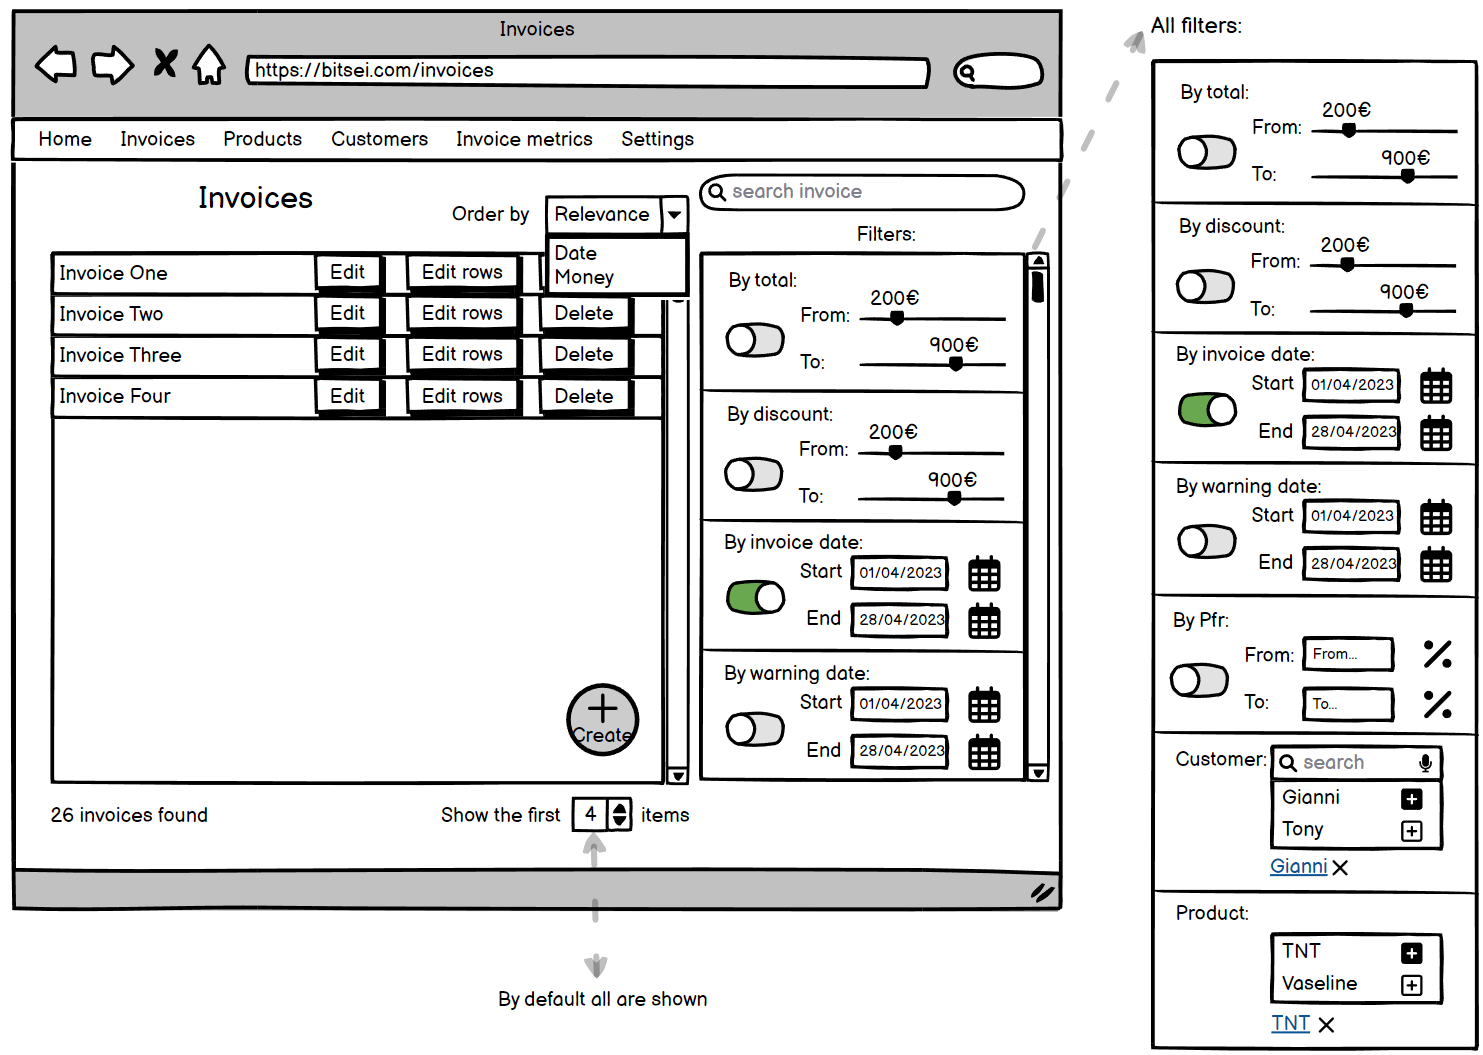 Invoices
https://bitsei.com/invoices
Home Invoices Products Customers Invoice metrics Settings
Invoices
Order by Relevance
Date
Money
Invoice One Edit Edit rows
Invoice Two Edit Edit rows Delete
Invoice Three Edit Edit rows Delete
Invoice Four Edit Edit rows Delete
Create
26 invoices found
Show the first 4 items
By default all are shown
search invoice
Filters:
By total:
200€
From:
900€
To:
By discount:
200€
From:
900€
To:
By invoice date:
Start 01/04/2023
End 28/04/2023
By warning date:
Start 01/04/2023
End 28/04/2023
All filters:
By total:
200€
From:
900€
To:
By discount:
200€
From:
900€
To:
By invoice date:
Start 01/04/2023
End 28/04/2023
By warning date:
Start 01/04/2023
End 28/04/2023
By Pfr:
From: From... %
To: To... %
Customer: search
Gianni
Tony
Gianni
Product:
TNT
Vaseline
TNT